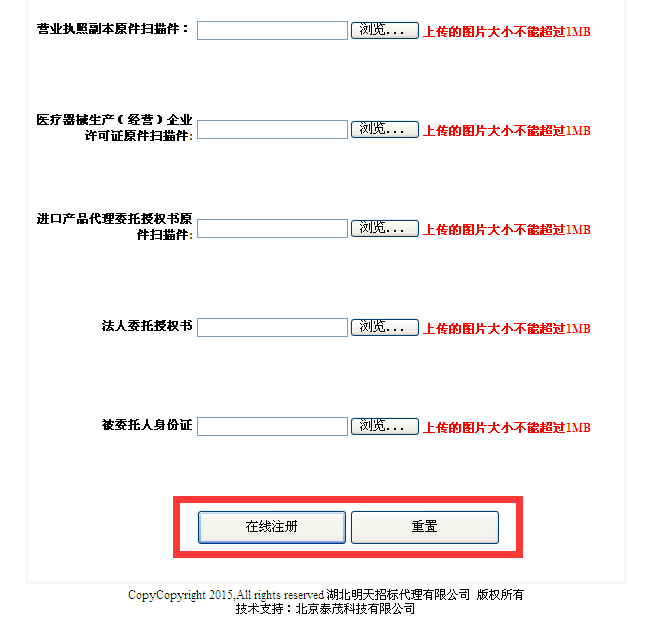 营业执照副本原件扫描件： 浏览... 上传的图片大小不能超过1MB
医疗器械生产（经营）企业
许可证原件扫描件: 浏览... 上传的图片大小不能超过1MB
进口产品代理委托授权书原
件扫描件: 浏览... 上传的图片大小不能超过1MB
法人委托授权书 浏览... 上传的图片大小不能超过1MB
被委托人身份证 浏览... 上传的图片大小不能超过1MB
在线注册 重置
CopyCopyright 2015,All rights reserved 湖北明天招标代理有限公司 版权所有
技术支持：北京泰茂科技有限公司